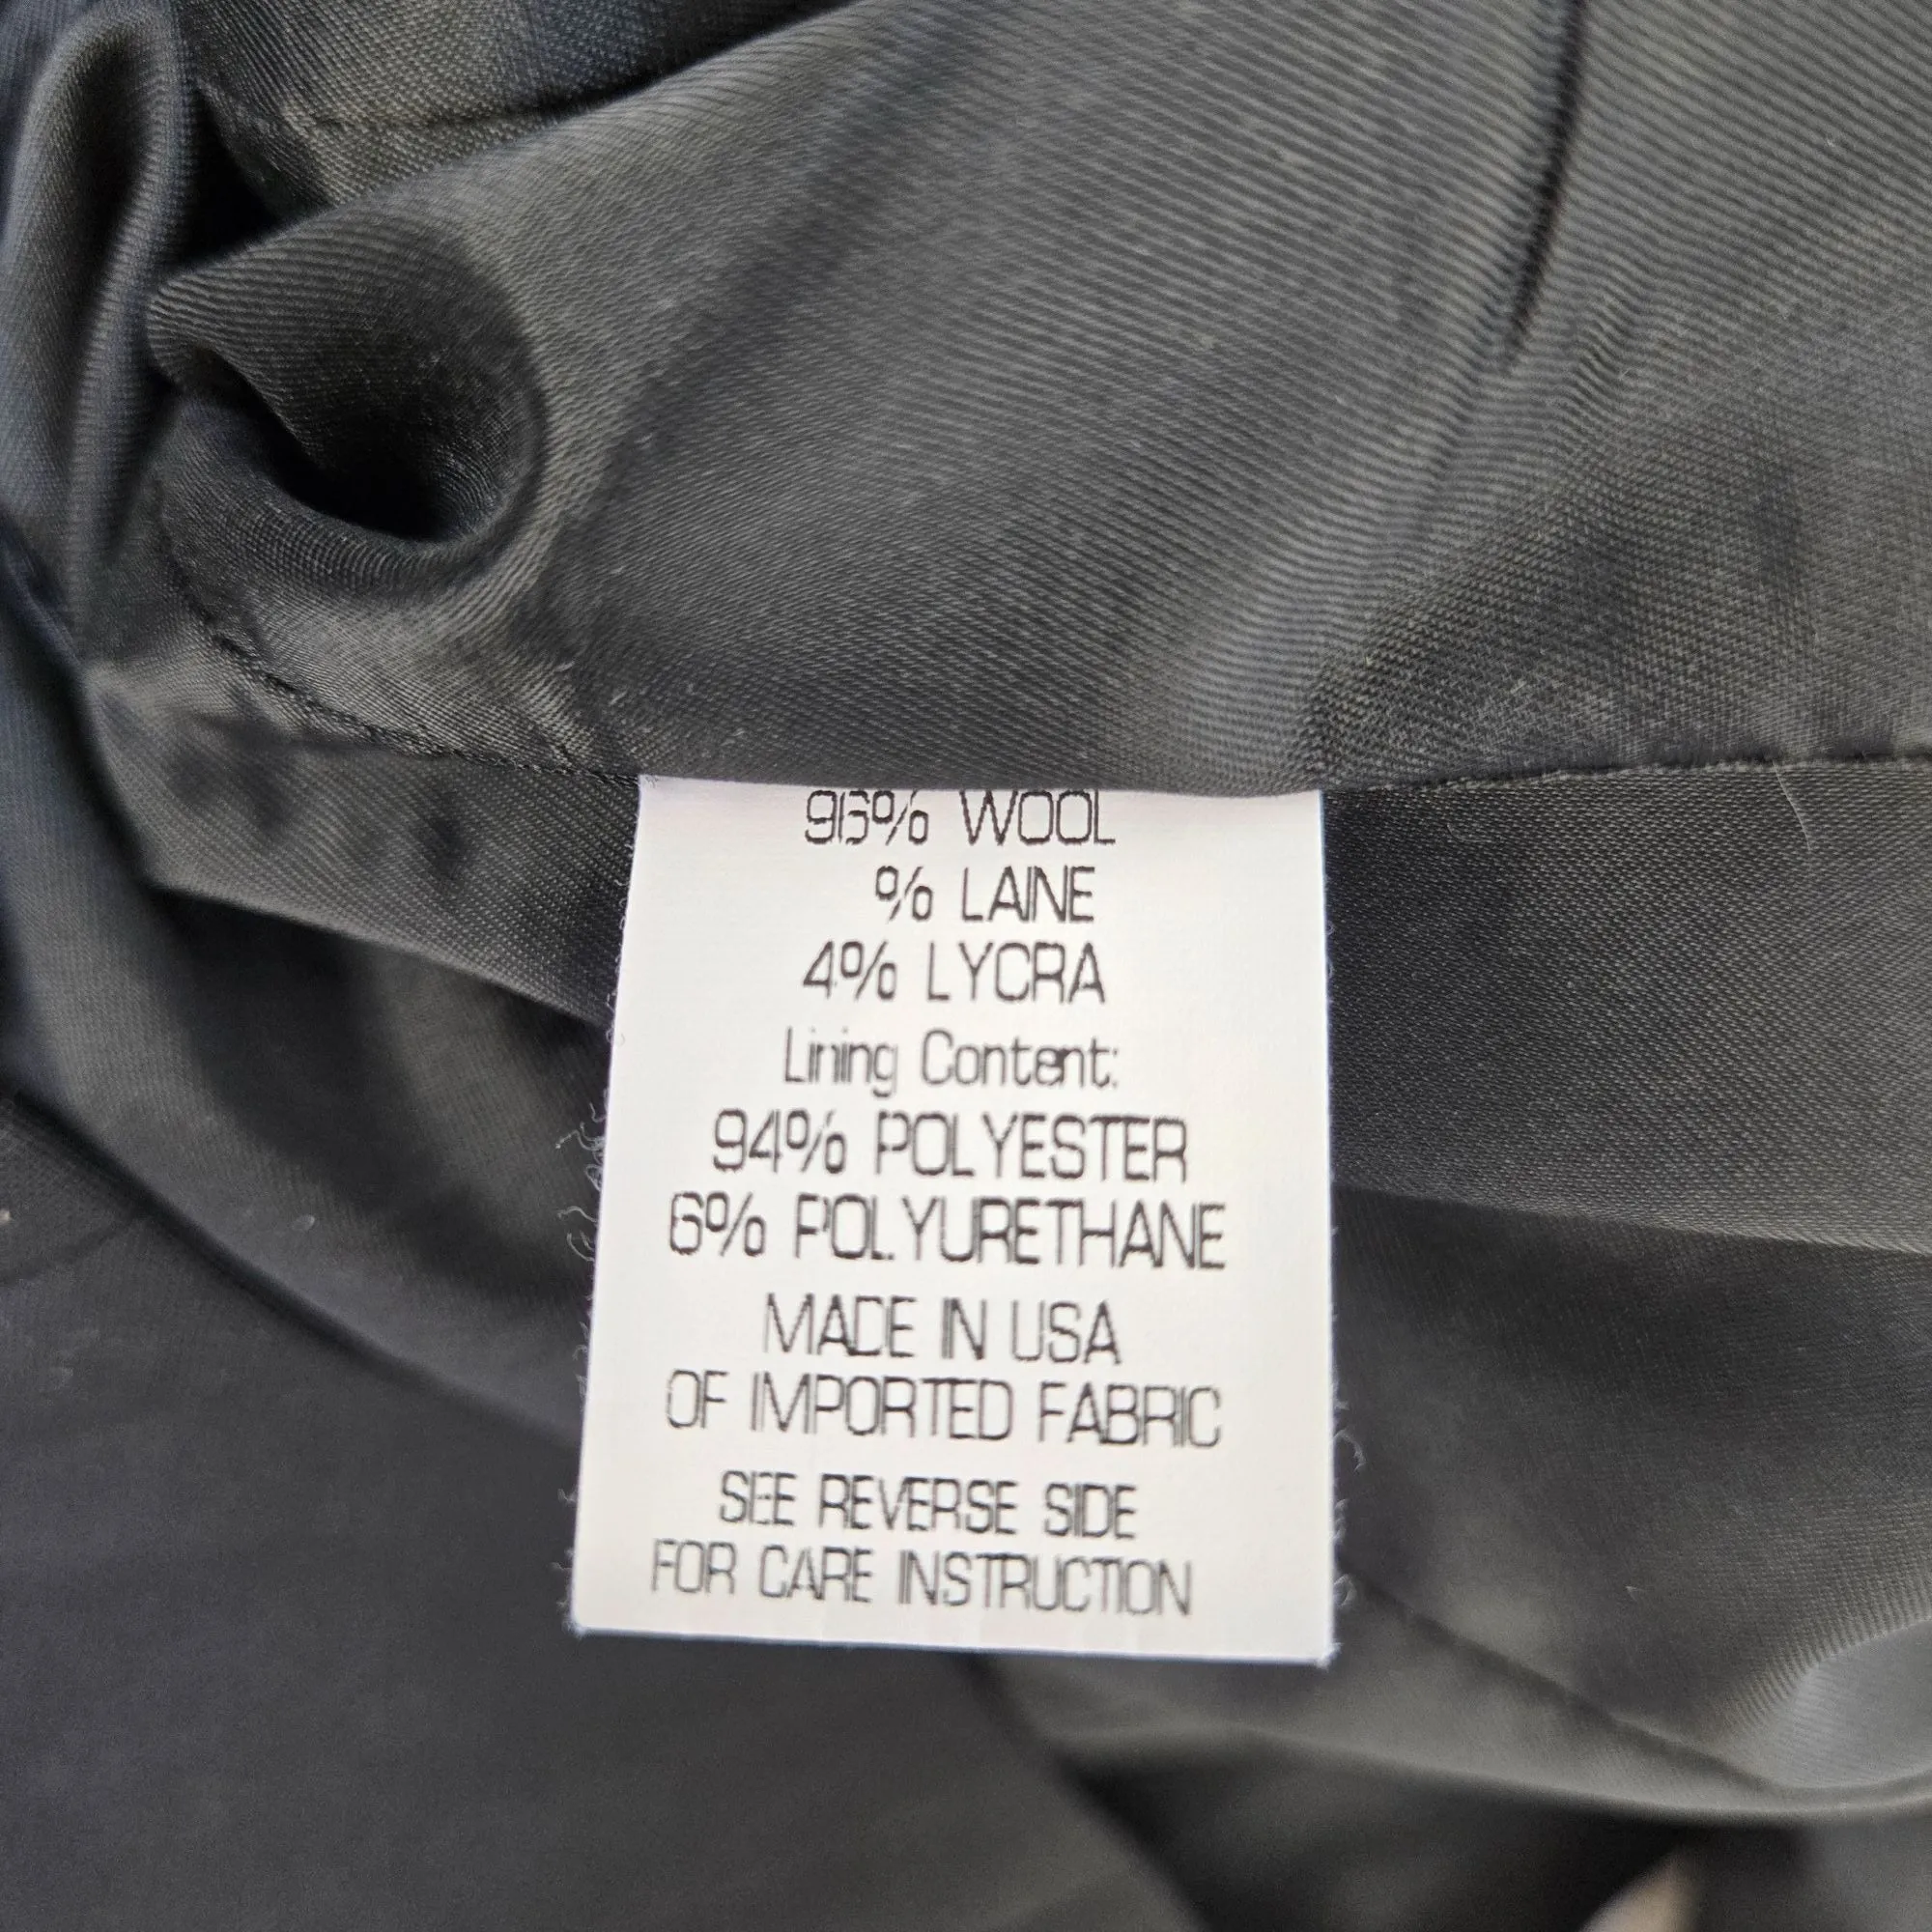 96% WOOL
% LAINE
4% LYCRA
Lining Content:
94% POLYESTER
6% POLYURETHANE
MADE IN USA
OF IMPORTED FABRIC
SEE REVERSE SIDE
FOR CARE INSTRUCTION